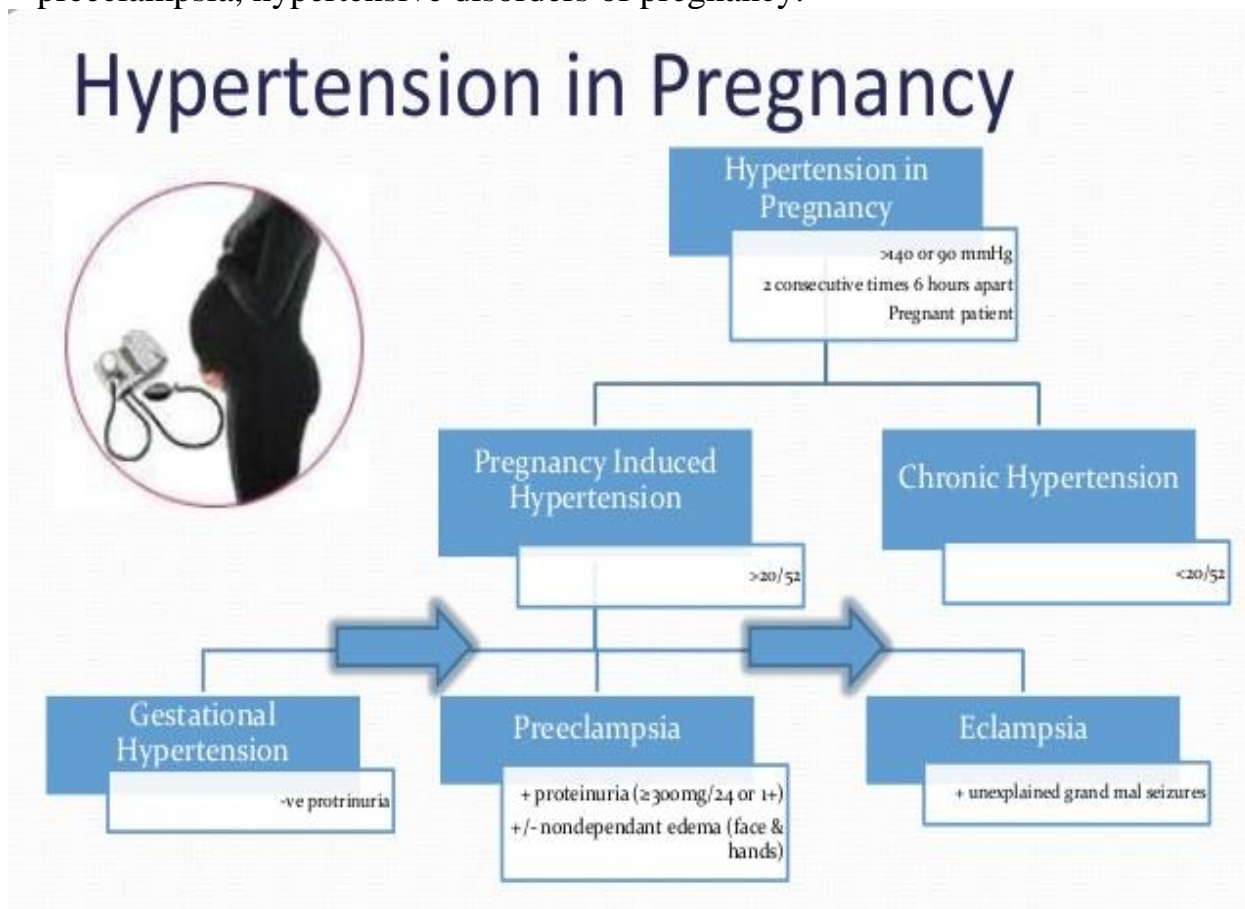 preeclampsia, hypertensive disorders of pregnancy.
Hypertension in Pregnancy
Hypertension in
Pregnancy
>140 or 90 mmHg
2 consecutive times 6 hours apart
Pregnant patient
Pregnancy Induced
Hypertension
>20/52
Chronic Hypertension
<20/52
Gestational
Hypertension
-ve protrinuria
Preeclampsia
+ proteinuria (≥300mg/24 or 1+)
+/- nondependant edema (face &
hands)
Eclampsia
+ unexplained grand mal seizures